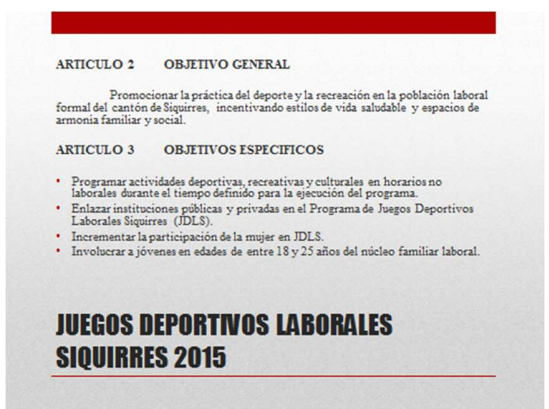 ARTICULO 2 OBJETIVO GENERAL
Promocionar la práctica del deporte y la recreación en la población laboral
formal del cantón de Siquirres, incentivando estilos de vida saludable y espacios de
armonia familiar y social.
ARTICULO 3 OBJETIVOS ESPECIFICOS
• Programar actividades deportivas, recreativas y culturales en horarios no
laborales durante el tiempo definido para la ejecución del programa.
• Enlazar instituciones públicas y privadas en el Programa de Juegos Deportivos
Laborales Siquirres (JDLS).
• Incrementar la participación de la mujer en JDLS.
• Involucrar a jóvenes en edades de entre 18 y 25 años del núcleo familiar laboral.
JUEGOS DEPORTIVOS LABORALES
SIQUIRRES 2015